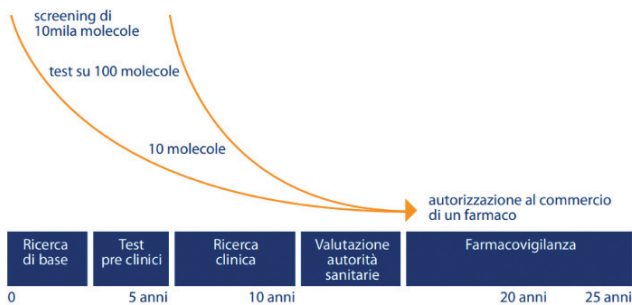 screening di
10mila molecole
test su 100 molecole
10 molecole
autorizzazione al commercio
di un farmaco
Ricerca
di base
Test
pre clinici
Ricerca
clinica
Valutazione
autorità
sanitarie
Farmacovigilanza
0
5 anni
10 anni
20 anni
25 anni